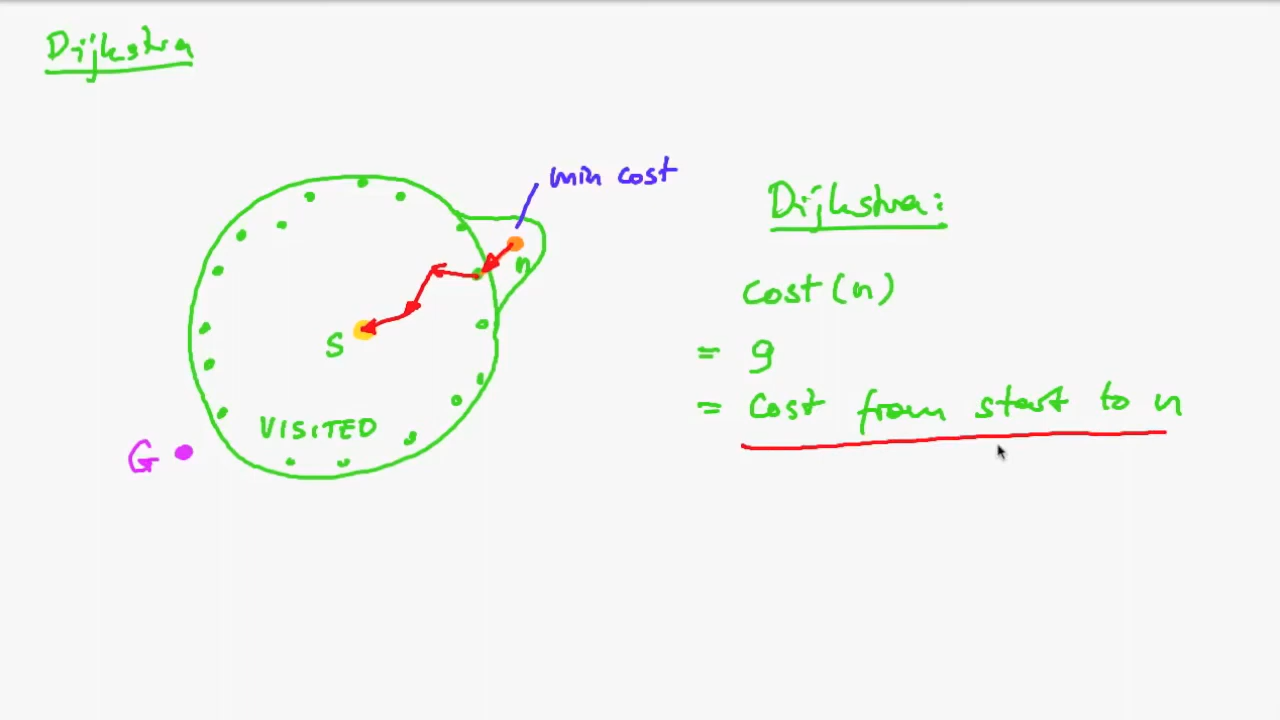 Dijkstra
min cost
Dijkstra:
cost(n)
n
= g
S
= cost from start to n
VISITED
G